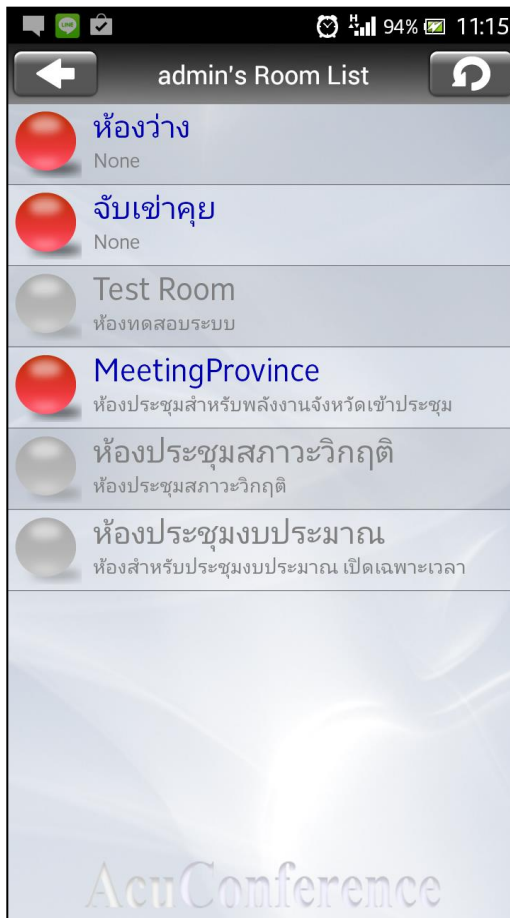 94% 11:15
admin's Room List
ห้องว่าง
None
จับเข่าคุย
None
Test Room
ห้องทดสอบระบบ
MeetingProvince
ห้องประชุมสำหรับพลังงานจังหวัดเข้าประชุม
ห้องประชุมสภาวะวิกฤติ
ห้องประชุมสภาวะวิกฤติ
ห้องประชุมงบประมาณ
ห้องสำหรับประชุมงบประมาณ เปิดเฉพาะเวลา
AcuConference